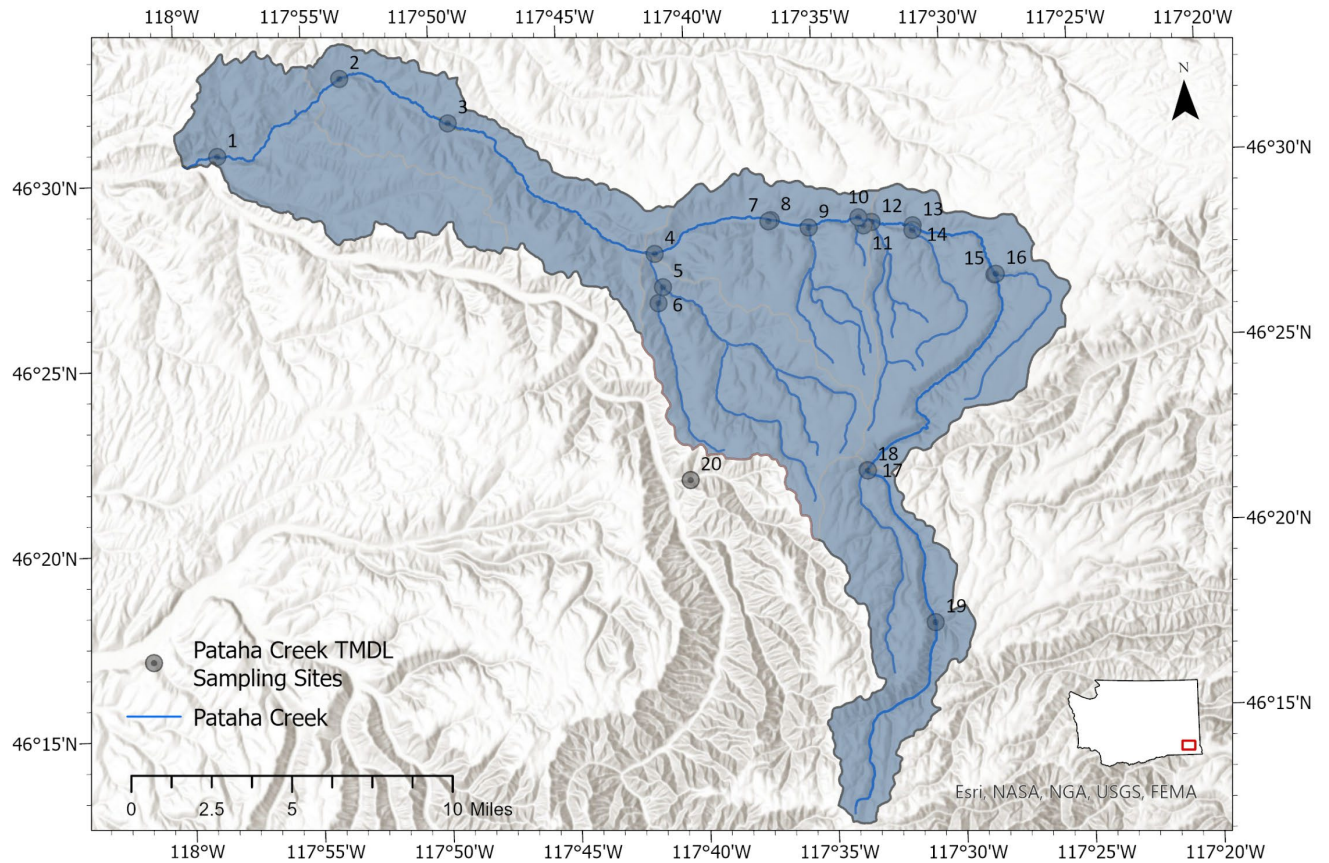 118°W 117°55'W 117°50'W 117°40'W 117°35'W 117°30'W 117°25'W 117°20'W
N
2
3
1
46°30'N 46°30'N
4
7 8 9 10 12 13
11 14
5
6
15 16
46°25'N 46°25'N
18
17
20
46°20'N 46°20'N
19
Pataha Creek TMDL
Sampling Sites
Pataha Creek
46°15'N 46°15'N
0 2.5 5 10 Miles
Esri, NASA, NGA, USGS, FEMA
118°W 117°55'W 117°50'W 117°45'W 117°40'W 117°35'W 117°30'W 117°25'W 117°20'W